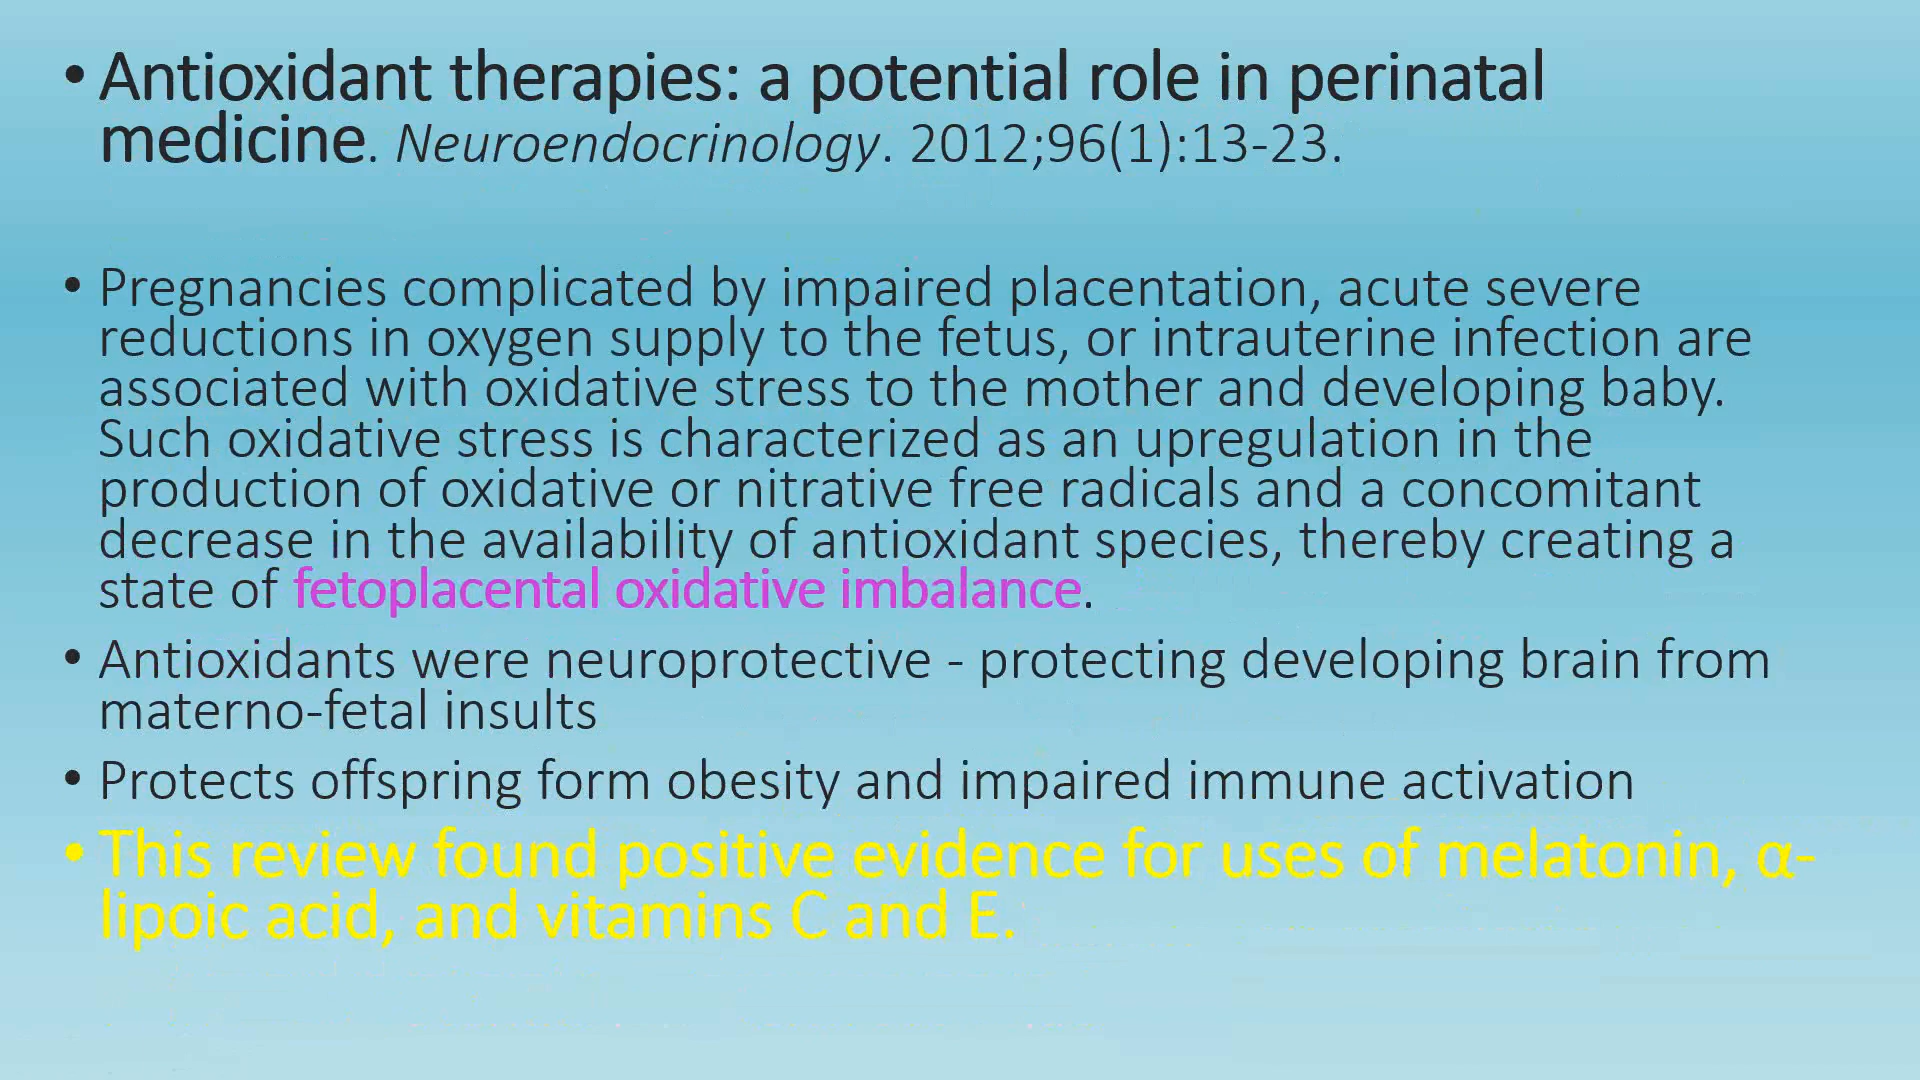 • Antioxidant therapies: a potential role in perinatal
medicine. Neuroendocrinology. 2012;96(1):13-23.
• Pregnancies complicated by impaired placentation, acute severe
reductions in oxygen supply to the fetus, or intrauterine infection are
associated with oxidative stress to the mother and developing baby.
Such oxidative stress is characterized as an upregulation in the
production of oxidative or nitrative free radicals and a concomitant
decrease in the availability of antioxidant species, thereby creating a
state of fetoplacental oxidative imbalance.
• Antioxidants were neuroprotective - protecting developing brain from
materno-fetal insults
• Protects offspring form obesity and impaired immune activation
• This review found positive evidence for uses of melatonin, α-
lipoic acid, and vitamins C and E.